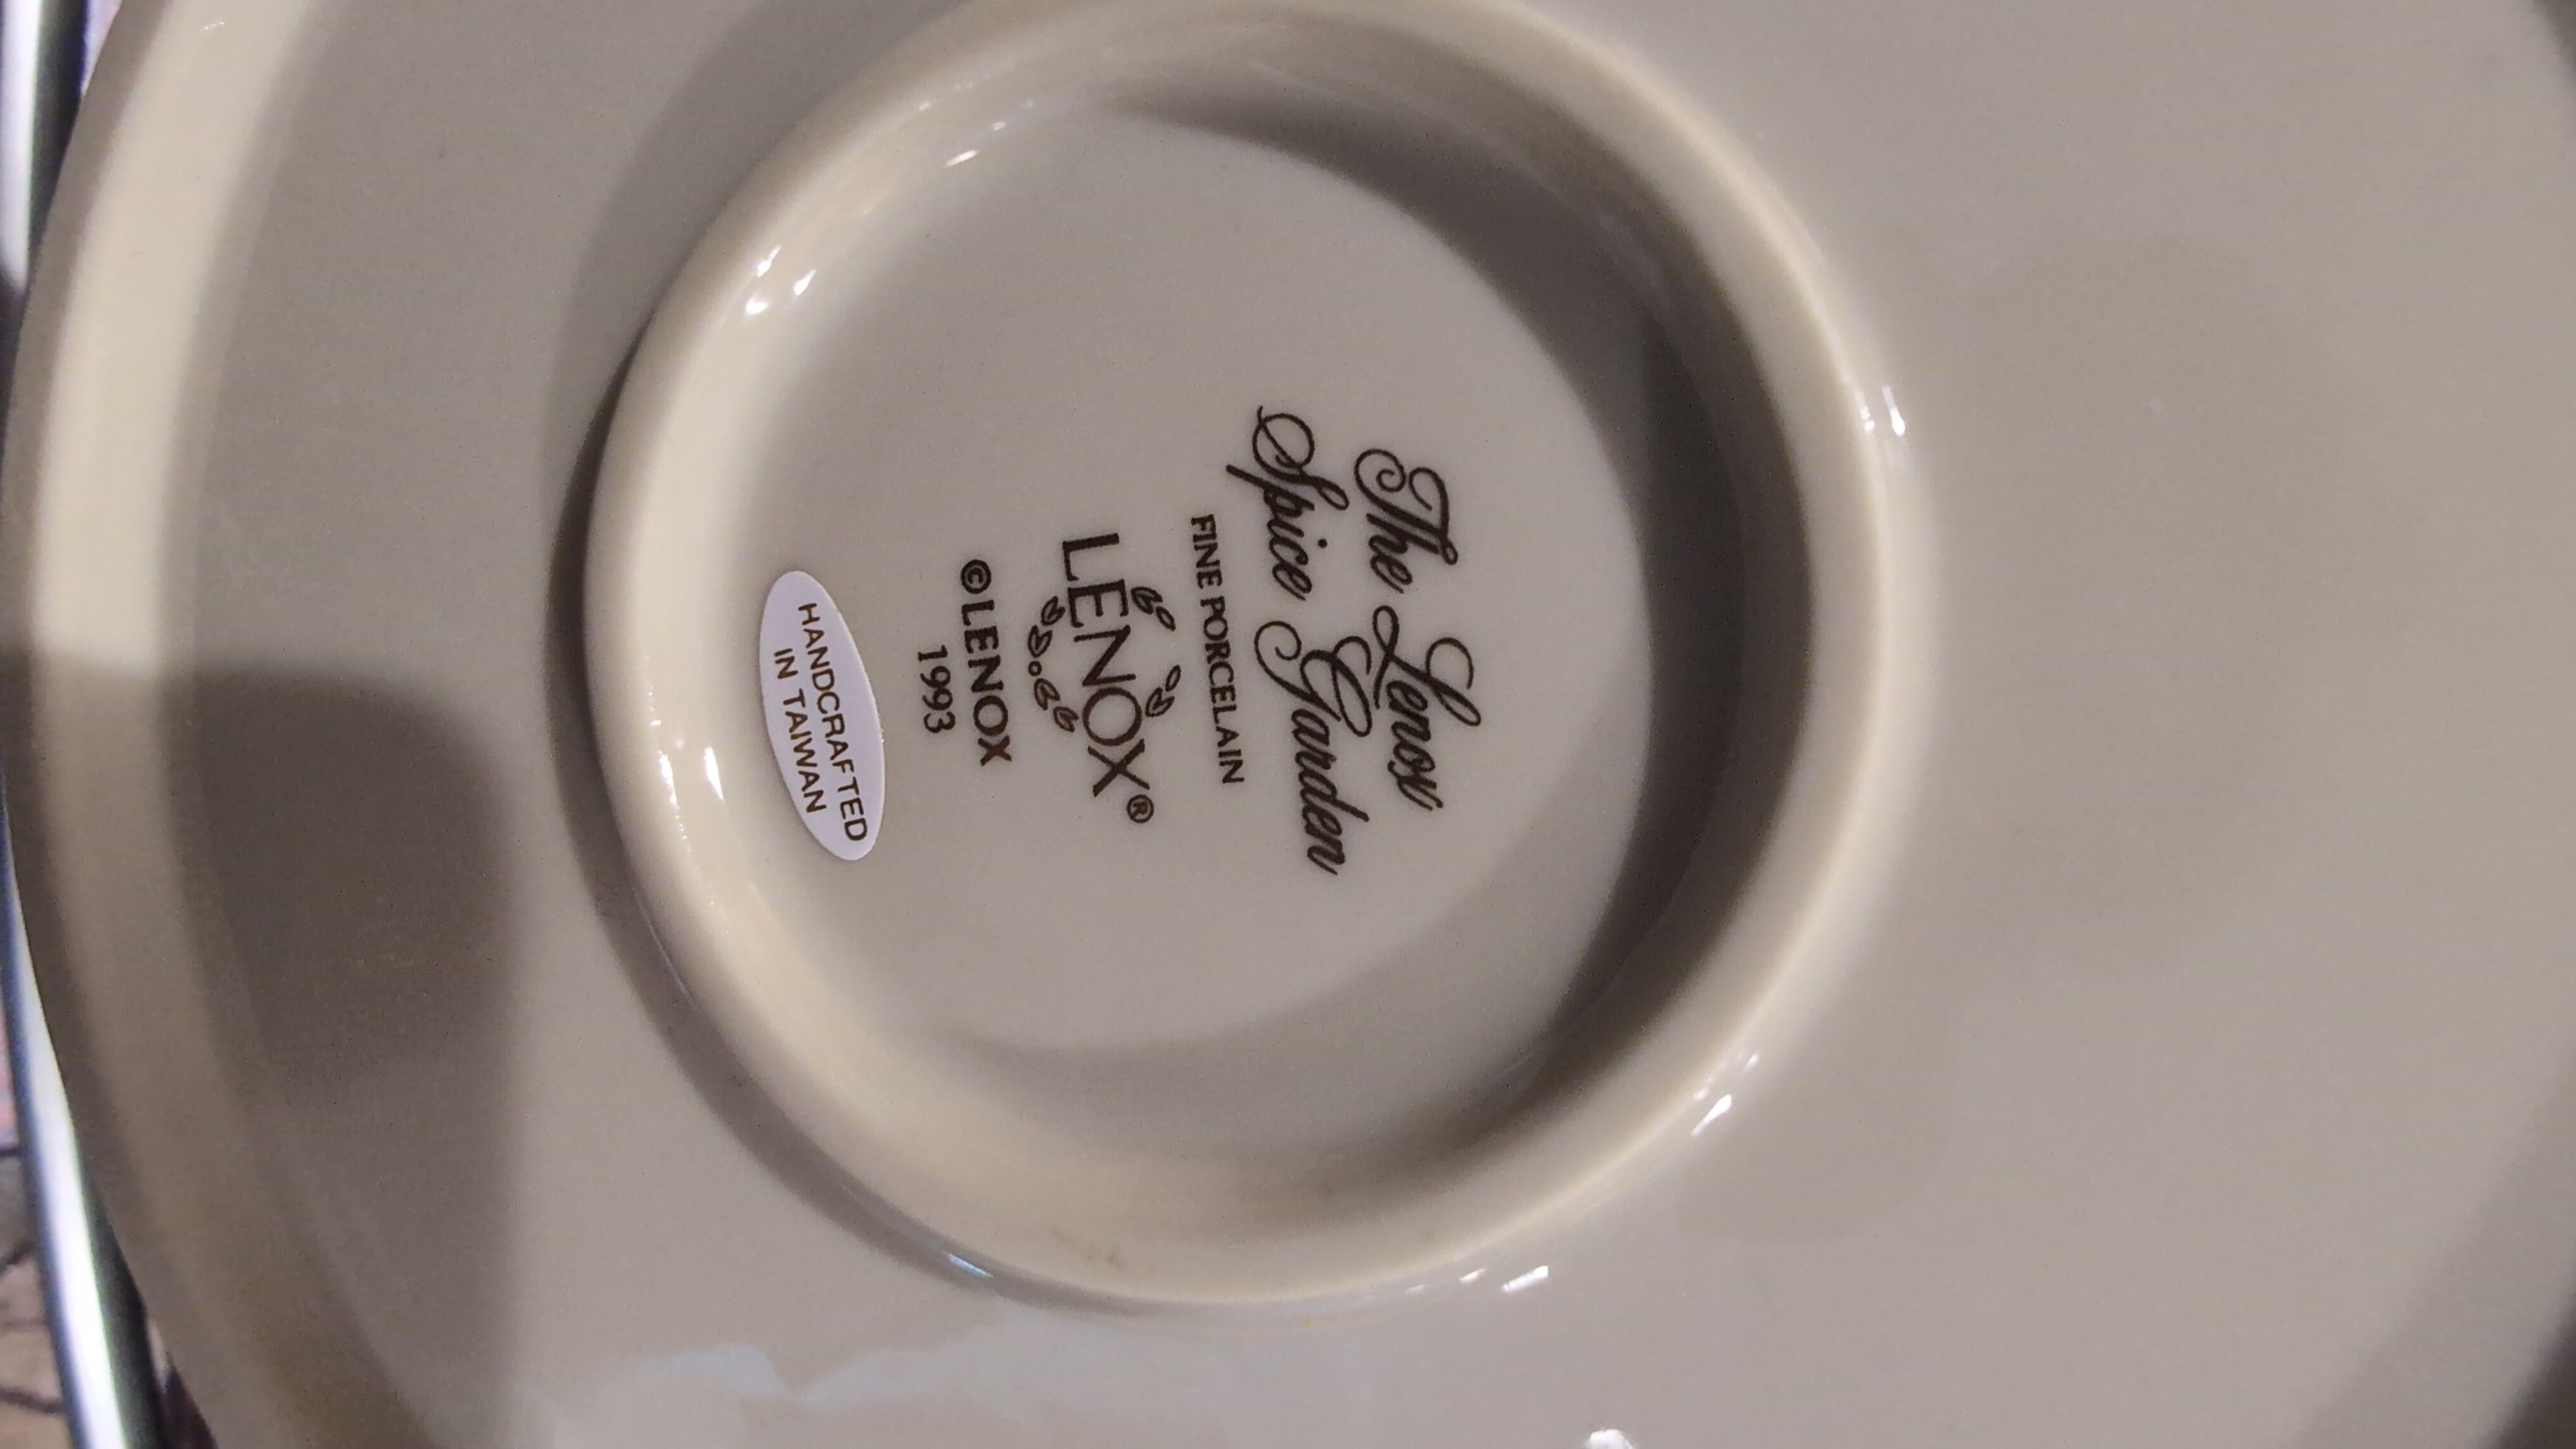 The Lenox
Spice Garden
FINE PORCELAIN
LENOX®
©LENOX
1993
HANDCRAFTED
IN TAIWAN